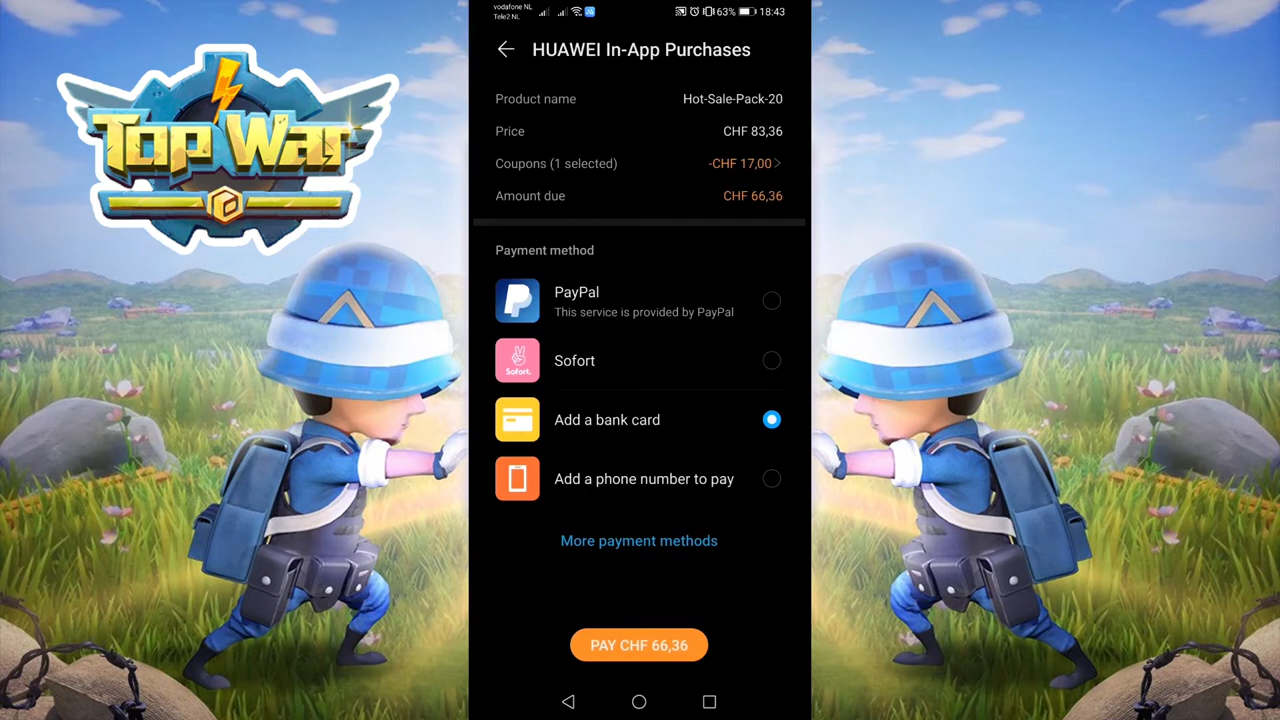 Top War
vodafone NL
Tele2 NL
63% 18:43
HUAWEI In-App Purchases
Product name Hot-Sale-Pack-20
Price CHF 83,36
Coupons (1 selected) -CHF 17,00
Amount due CHF 66,36
Payment method
PayPal
This service is provided by PayPal
Sofort.
Sofort
Add a bank card
Add a phone number to pay
More payment methods
PAY CHF 66,36